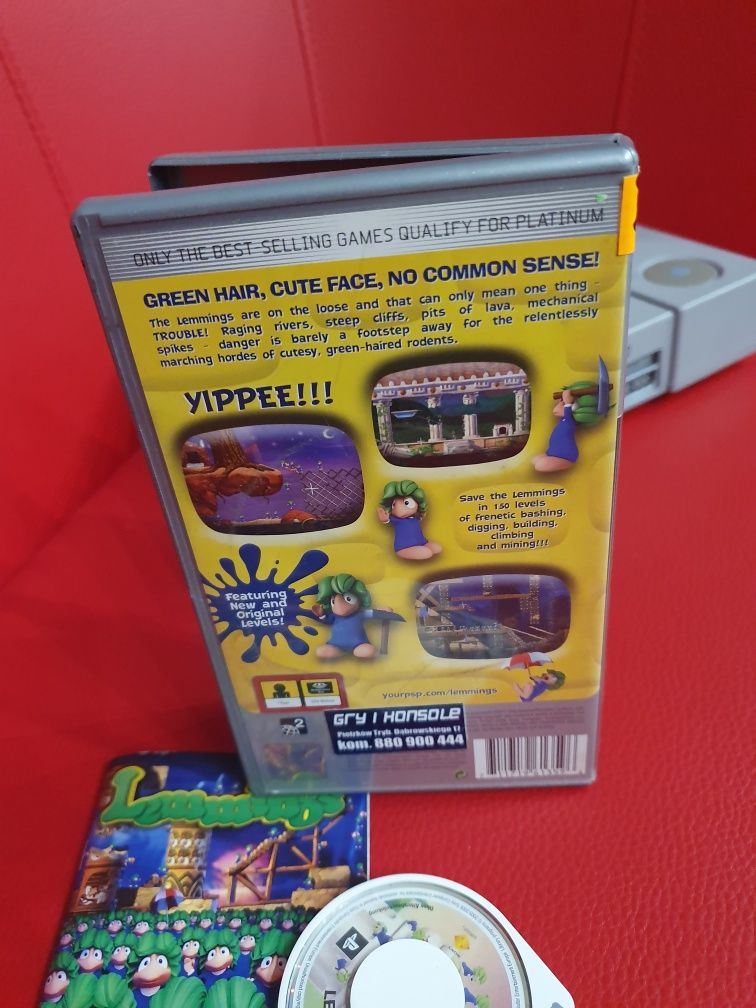 ONLY THE BEST-SELLING GAMES QUALIFY FOR PLATINUM
GREEN HAIR, CUTE FACE, NO COMMON SENSE!
The Lemmings are on the loose and that can only mean one thing -
TROUBLE! Raging rivers, steep cliffs, pits of lava, mechanical
spikes - danger is barely a footstep away for the relentlessly
marching hordes of cutesy, green-haired rodents.
YIPPEE!!!
Save the Lemmings
in 150 levels
of frenetic bashing,
digging, building,
climbing
and mining!!!
Featuring
New and
Original
Levels!
yourpsp.com/lemmings
2
GRY I KONSOLE
Piotrków Tryb. Dąbrowskiego 17
kom. 880 900 444
Lemmings